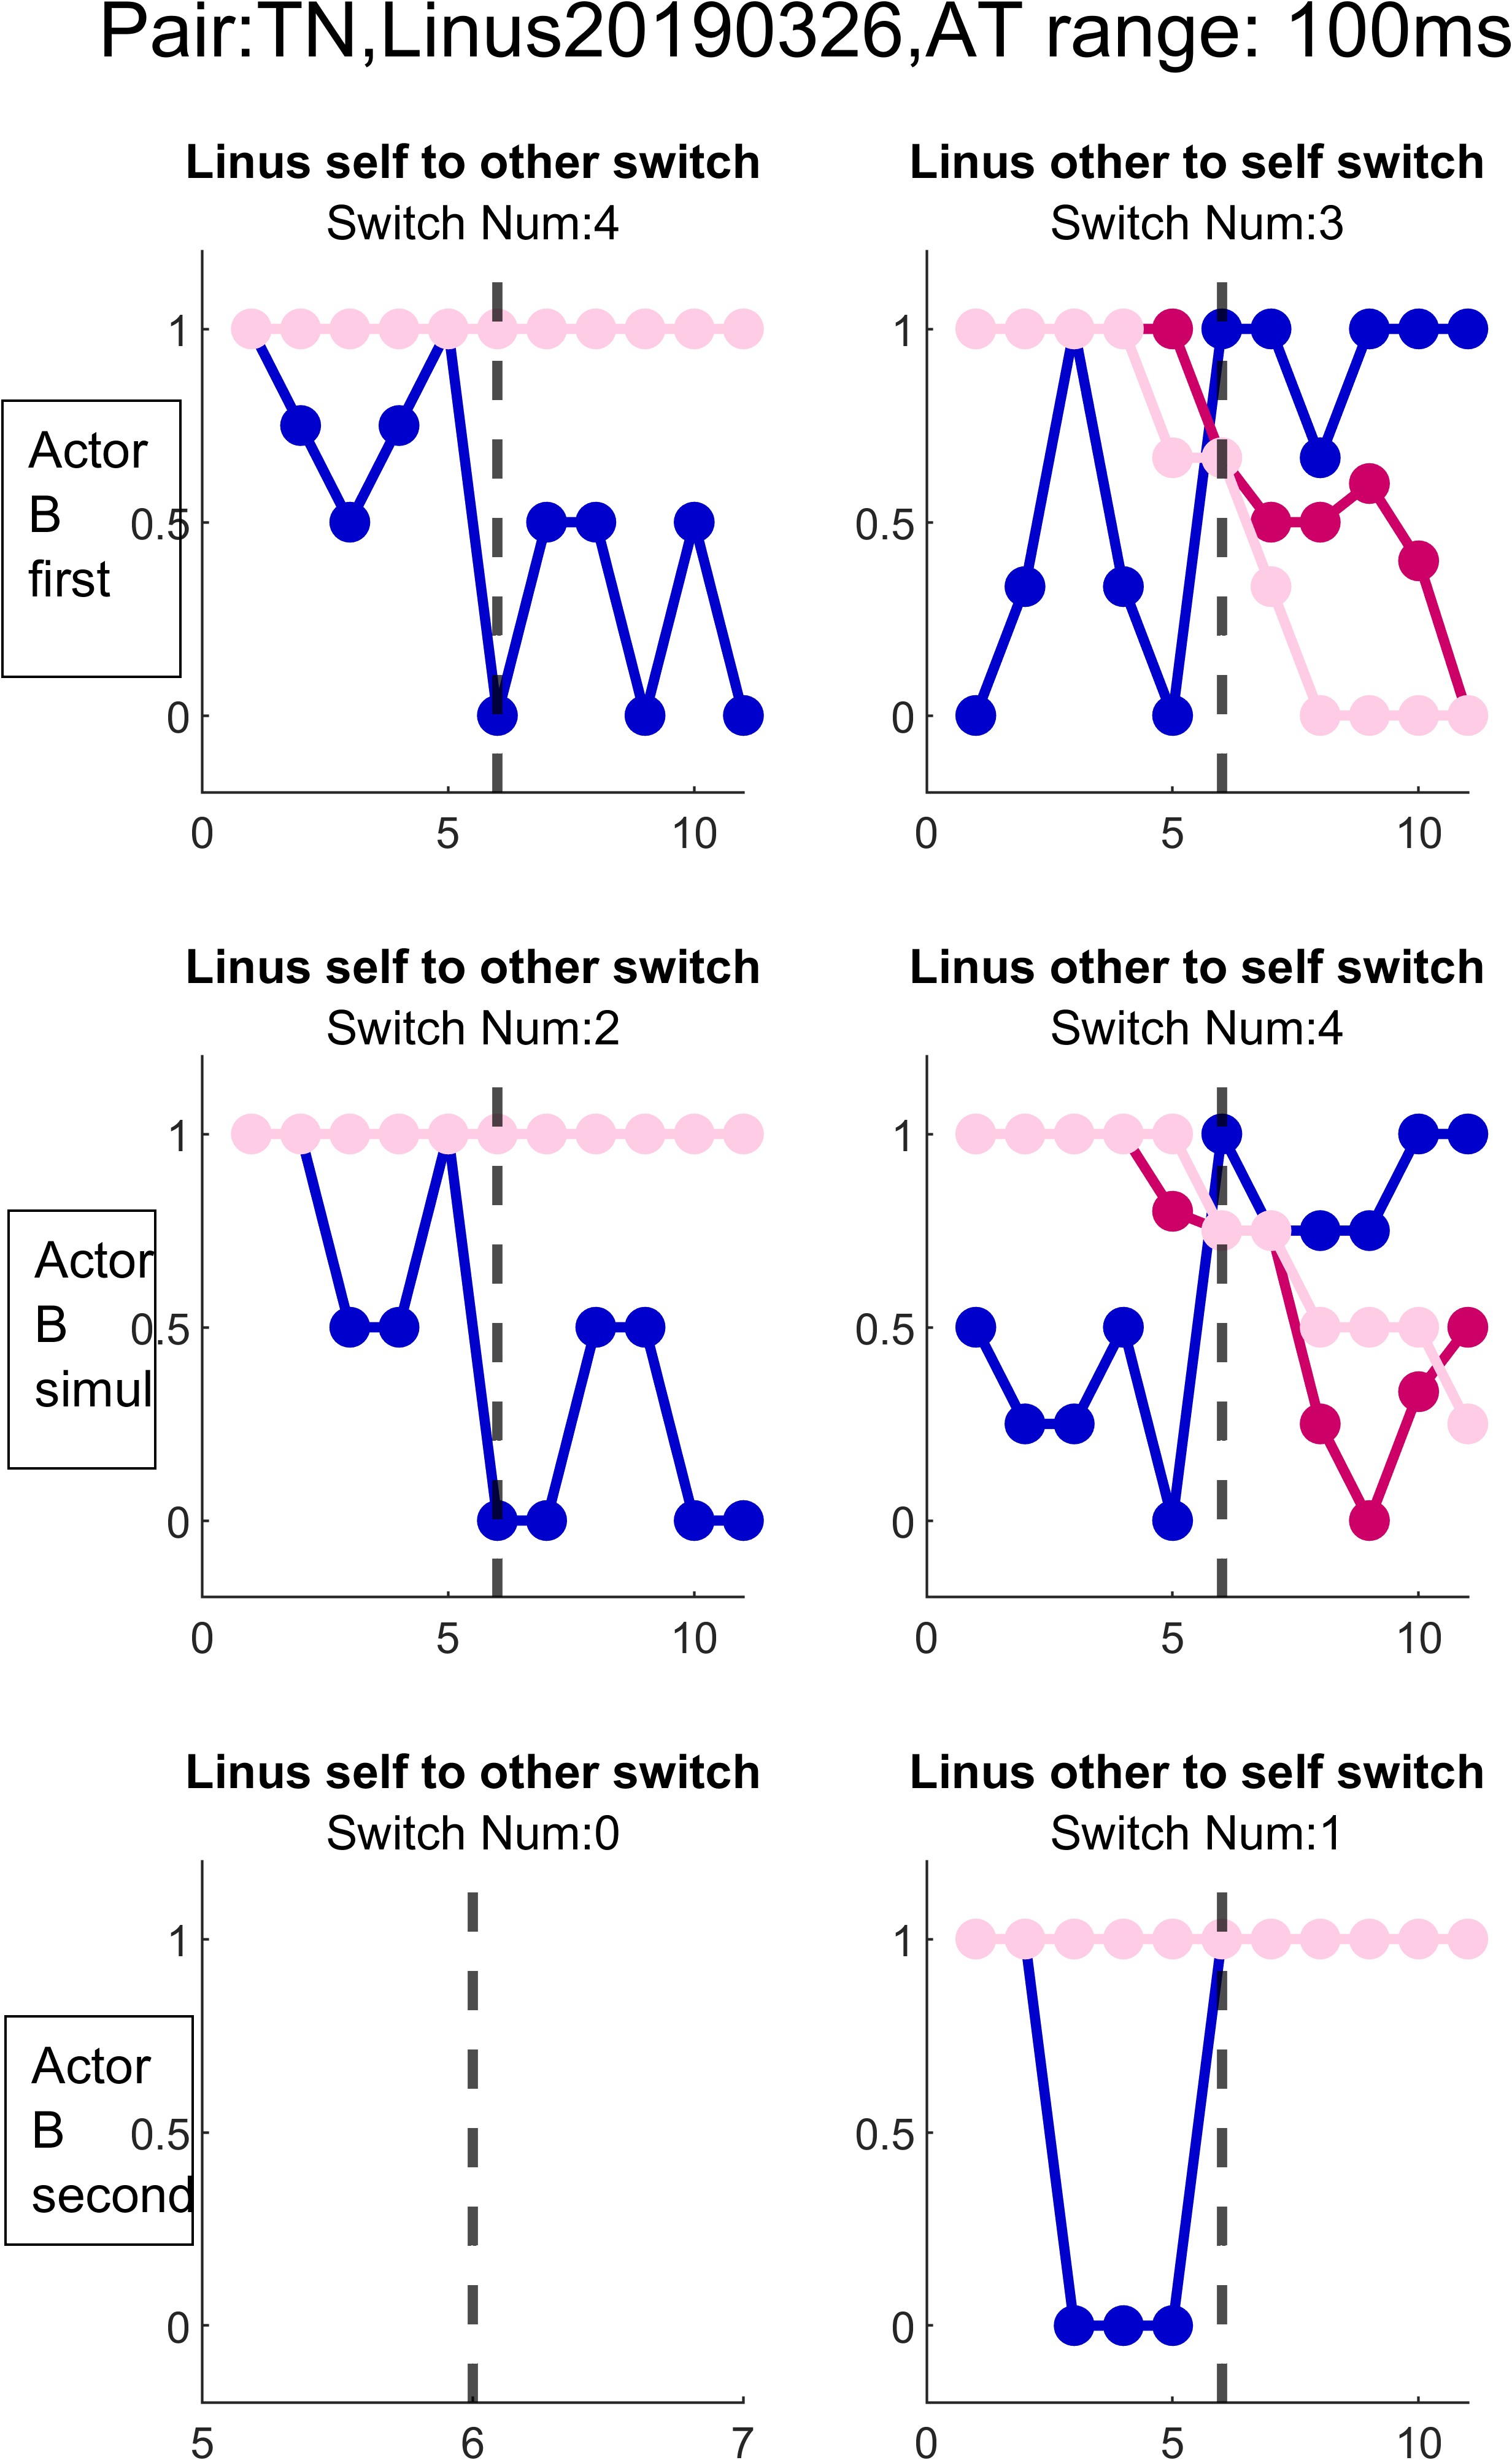 Pair:TN,Linus20190326,AT range: 100ms
Linus self to other switch
Switch Num:4
1
0.5
0
0
5
10
Linus other to self switch
Switch Num:3
1
0.5
0
0
5
10
Actor
B
first
Linus self to other switch
Switch Num:2
1
0.5
0
0
5
10
Linus other to self switch
Switch Num:4
1
0.5
0
0
5
10
Actor
B
simul
Linus self to other switch
Switch Num:0
1
0.5
0
5
6
7
Linus other to self switch
Switch Num:1
1
0.5
0
0
5
10
Actor
B
second